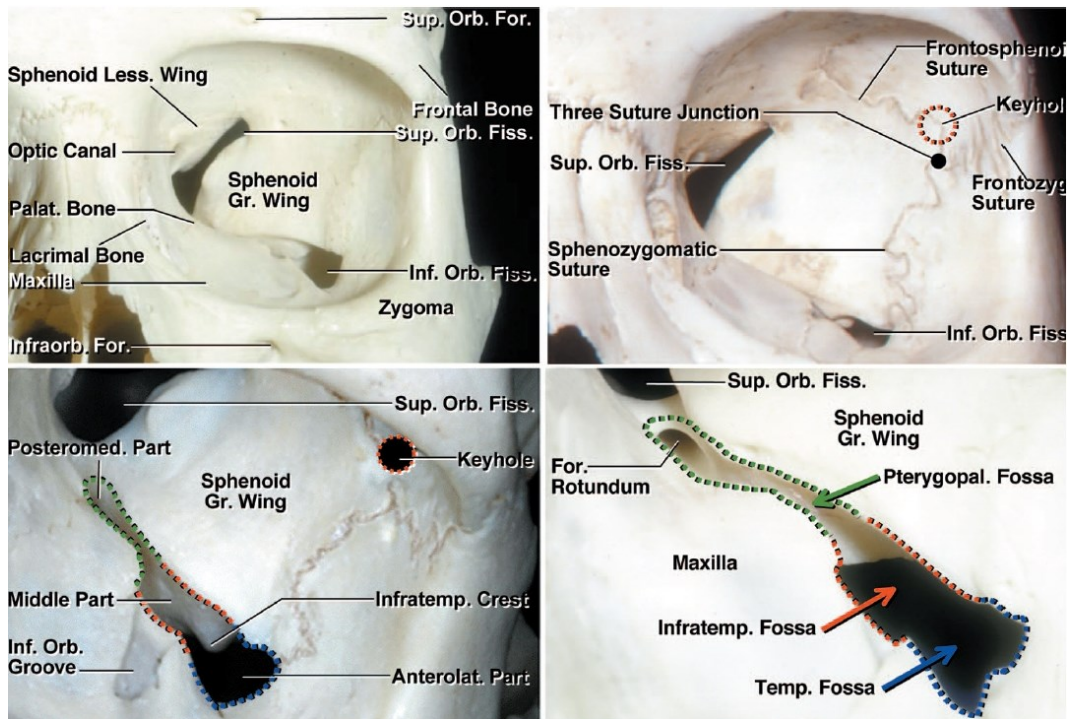 Sup. Orb. For.
Sphenoid Less. Wing
Frontal Bone
Sup. Orb. Fiss.
Optic Canal
Sphenoid
Gr. Wing
Palat. Bone
Lacrimal Bone
Maxilla
Inf. Orb. Fiss.
Zygoma
Infraorb. For.
Frontosphenoid
Suture
Keyhol
Three Suture Junction
Sup. Orb. Fiss.
Frontozyg
Suture
Sphenozygomatic
Suture
Inf. Orb. Fiss
Sup. Orb. Fiss.
Posteromed. Part
Keyhole
Sphenoid
Gr. Wing
Middle Part
Infratemp. Crest
Inf. Orb.
Groove
Anterolat. Part
Sup. Orb. Fiss.
Sphenoid
Gr. Wing
For.
Rotundum
Pterygopal. Fossa
Maxilla
Infratemp. Fossa
Temp. Fossa